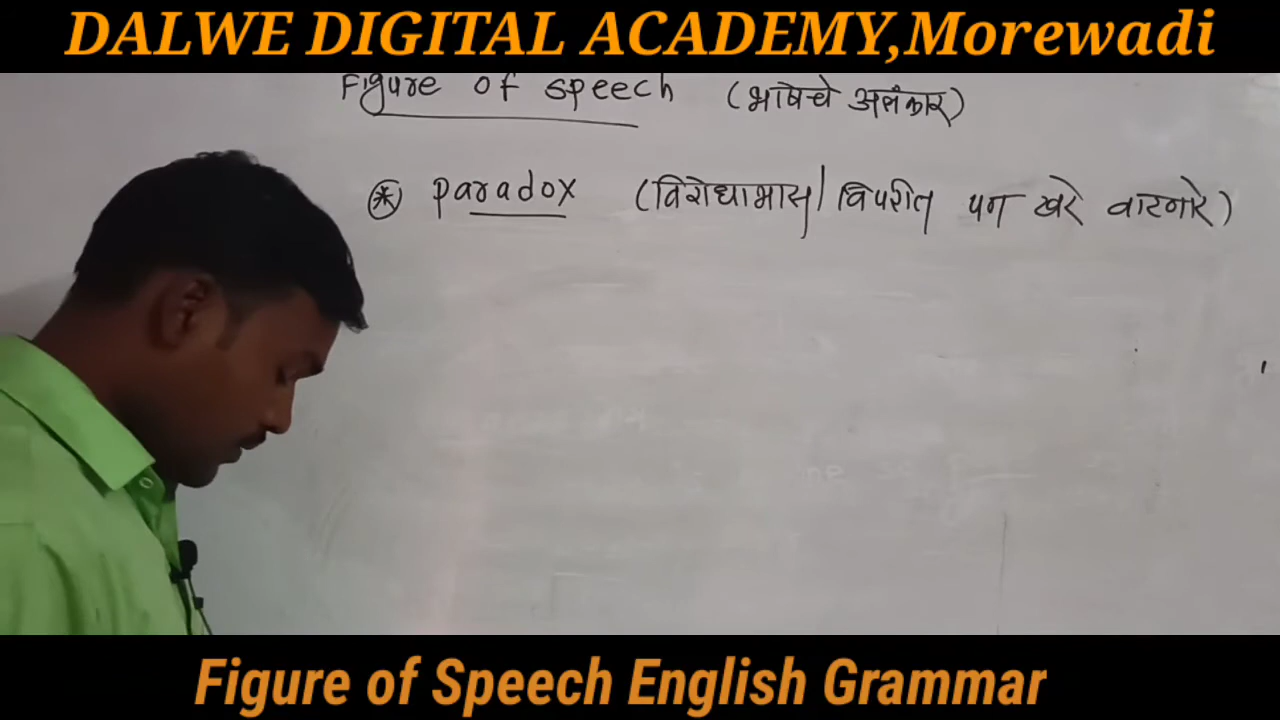 DALWE DIGITAL ACADEMY,Morewadi
Figure of speech (भाषेचे अलंकार)
* Paradox (विरोधाभास/विपरीत पण खरे वाटणारे)
Figure of Speech English Grammar